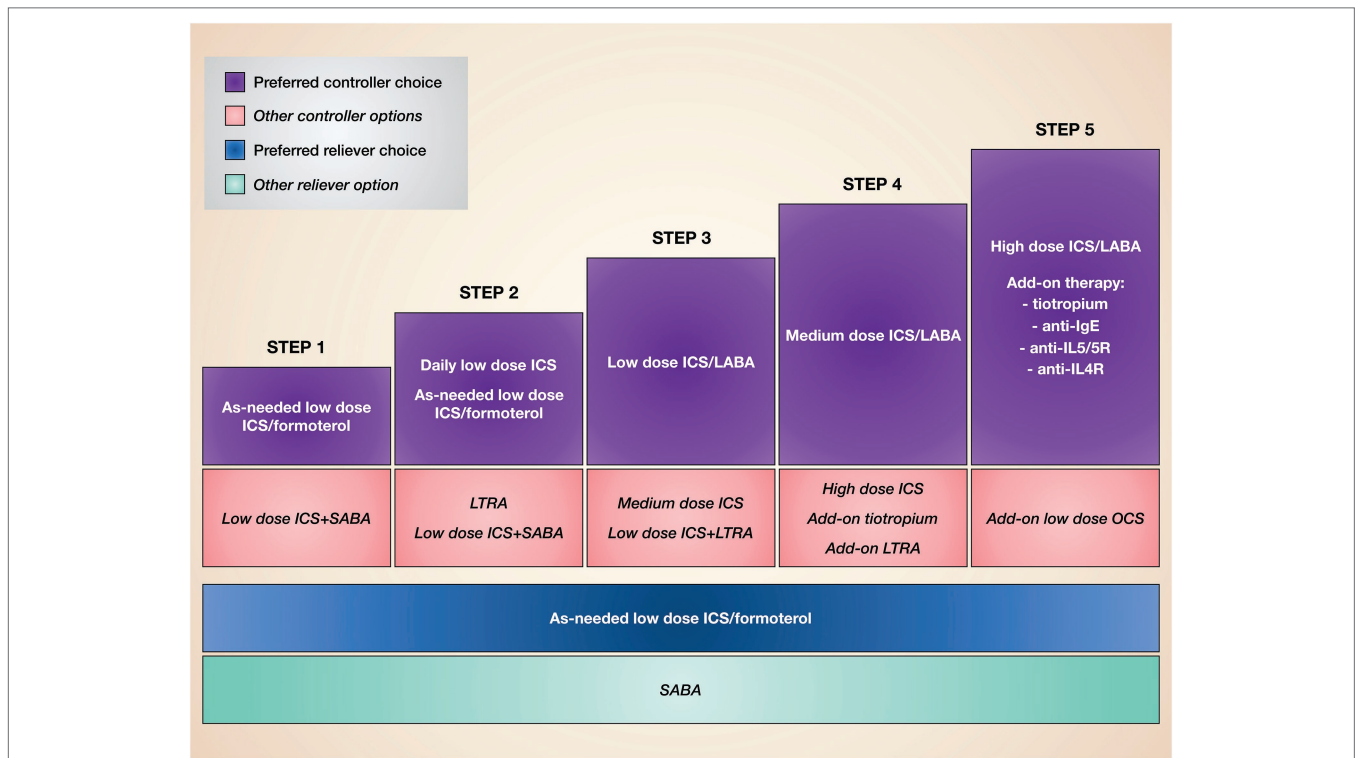 Preferred controller choice
Other controller options
Preferred reliever choice
Other reliever option
STEP 1
As-needed low dose
ICS/formoterol
Low dose ICS+SABA
STEP 2
Daily low dose ICS
As-needed low dose
ICS/formoterol
LTRA
Low dose ICS+SABA
STEP 3
Low dose ICS/LABA
Medium dose ICS
Low dose ICS+LTRA
STEP 4
Medium dose ICS/LABA
High dose ICS
Add-on tiotropium
Add-on LTRA
STEP 5
High dose ICS/LABA
Add-on therapy:
- tiotropium
- anti-IgE
- anti-IL5/5R
- anti-IL4R
Add-on low dose OCS
As-needed low dose ICS/formoterol
SABA